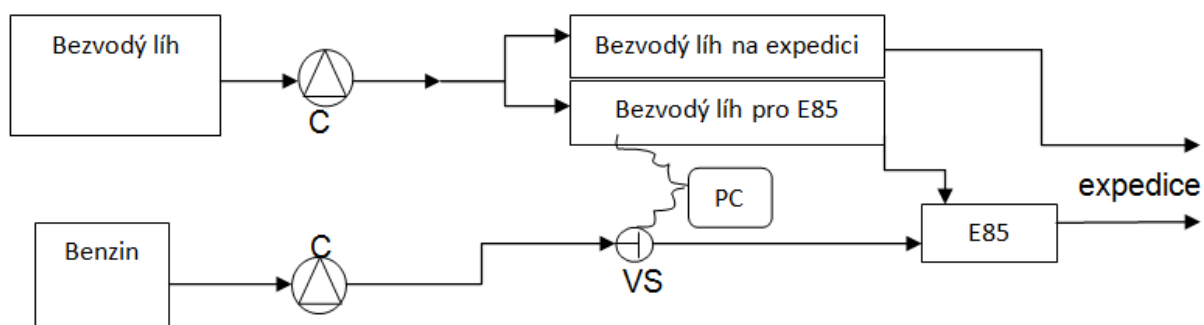 Bezvodý líh
C
Bezvodý líh na expedici
Bezvodý líh pro E85
PC
expedice
Benzin
C
VS
E85